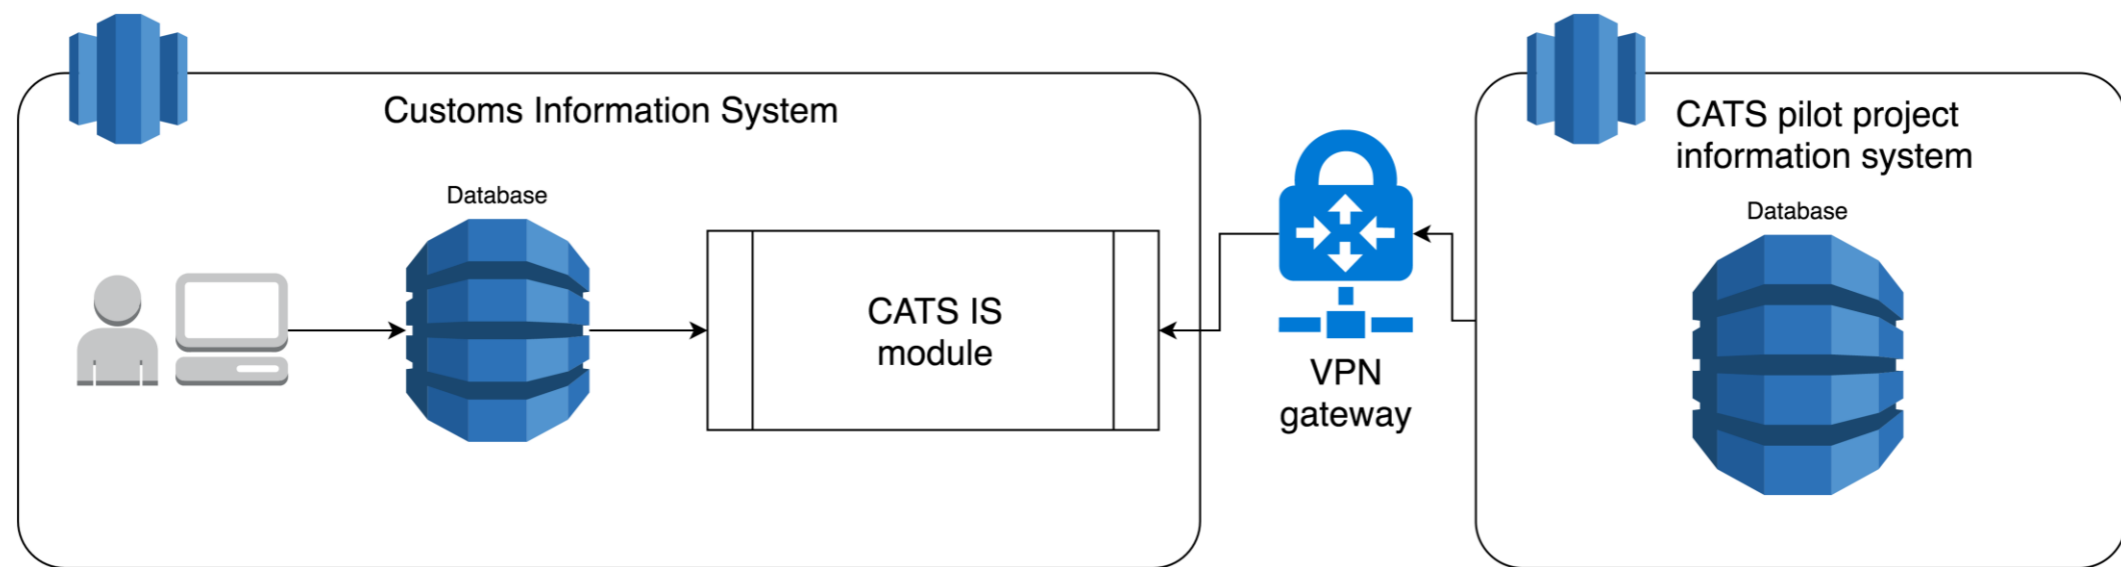 Customs Information System
Database
CATS IS
module
VPN
gateway
CATS pilot project
information system
Database